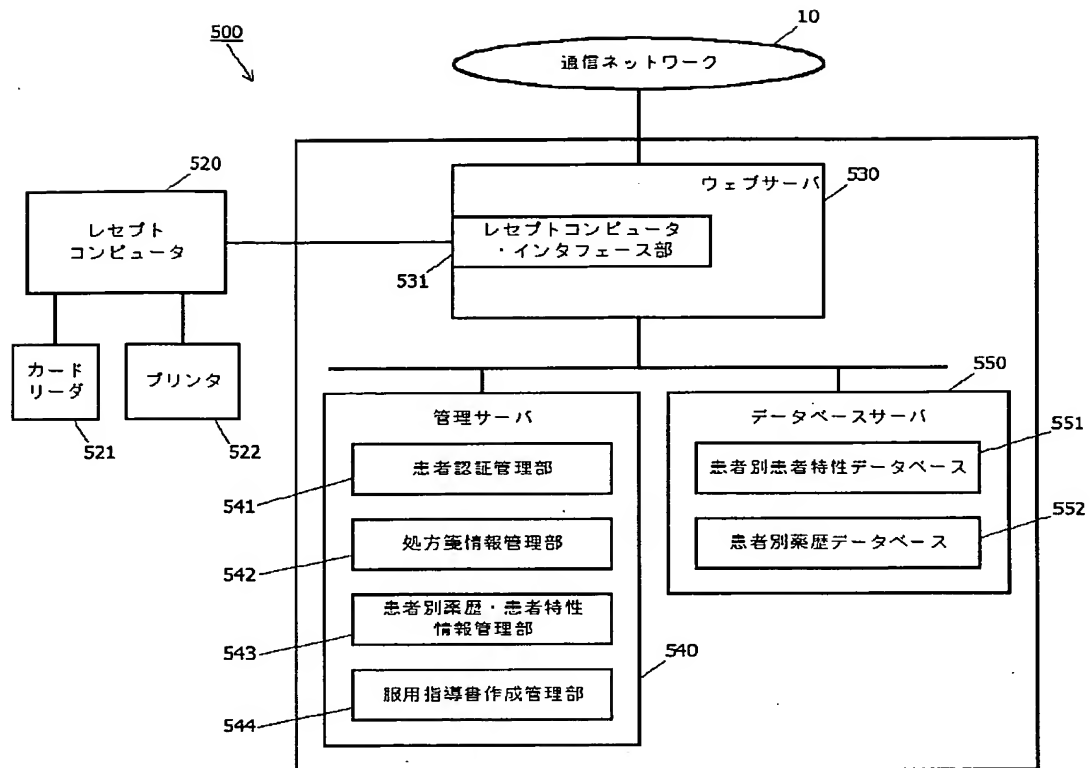 500
10
通信ネットワーク
520
レセプト
コンピュータ
ウェブサーバ
530
レセプトコンピュータ
・インタフェース部
531
カード
リーダ
521
プリンタ
522
管理サーバ
患者認証管理部
541
処方箋情報管理部
542
患者別薬歴・患者特性
情報管理部
543
服用指導書作成管理部
544
540
550
データベースサーバ
551
患者別患者特性データベース
552
患者別薬歴データベース